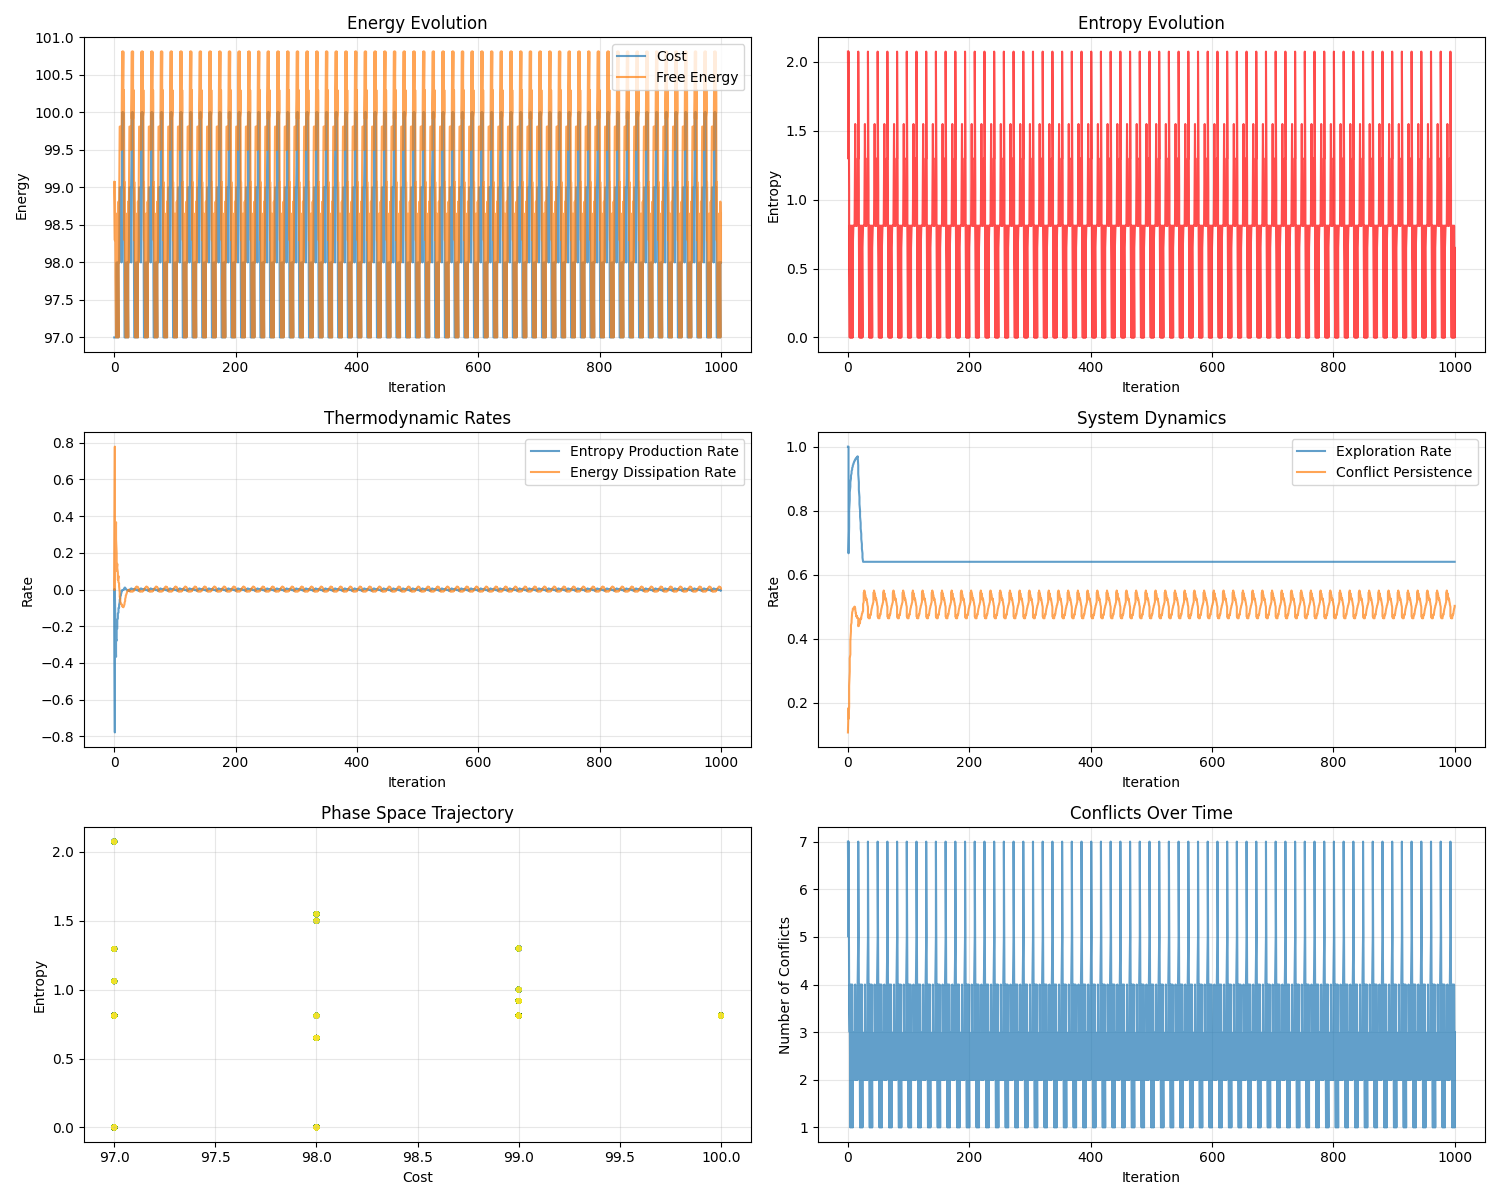 Energy Evolution
Energy
101.0
100.5
100.0
99.5
99.0
98.5
98.0
97.5
97.0
Cost
Free Energy
0 200 400 600 800 1000
Iteration
Entropy Evolution
Entropy
2.0
1.5
1.0
0.5
0.0
0 200 400 600 800 1000
Iteration
Thermodynamic Rates
Rate
0.8
0.6
0.4
0.2
0.0
−0.2
−0.4
−0.6
−0.8
Entropy Production Rate
Energy Dissipation Rate
0 200 400 600 800 1000
Iteration
System Dynamics
Rate
1.0
0.8
0.6
0.4
0.2
Exploration Rate
Conflict Persistence
0 200 400 600 800 1000
Iteration
Phase Space Trajectory
Entropy
2.0
1.5
1.0
0.5
0.0
97.0 97.5 98.0 98.5 99.0 99.5 100.0
Cost
Conflicts Over Time
Number of Conflicts
7
6
5
4
3
2
1
0 200 400 600 800 1000
Iteration